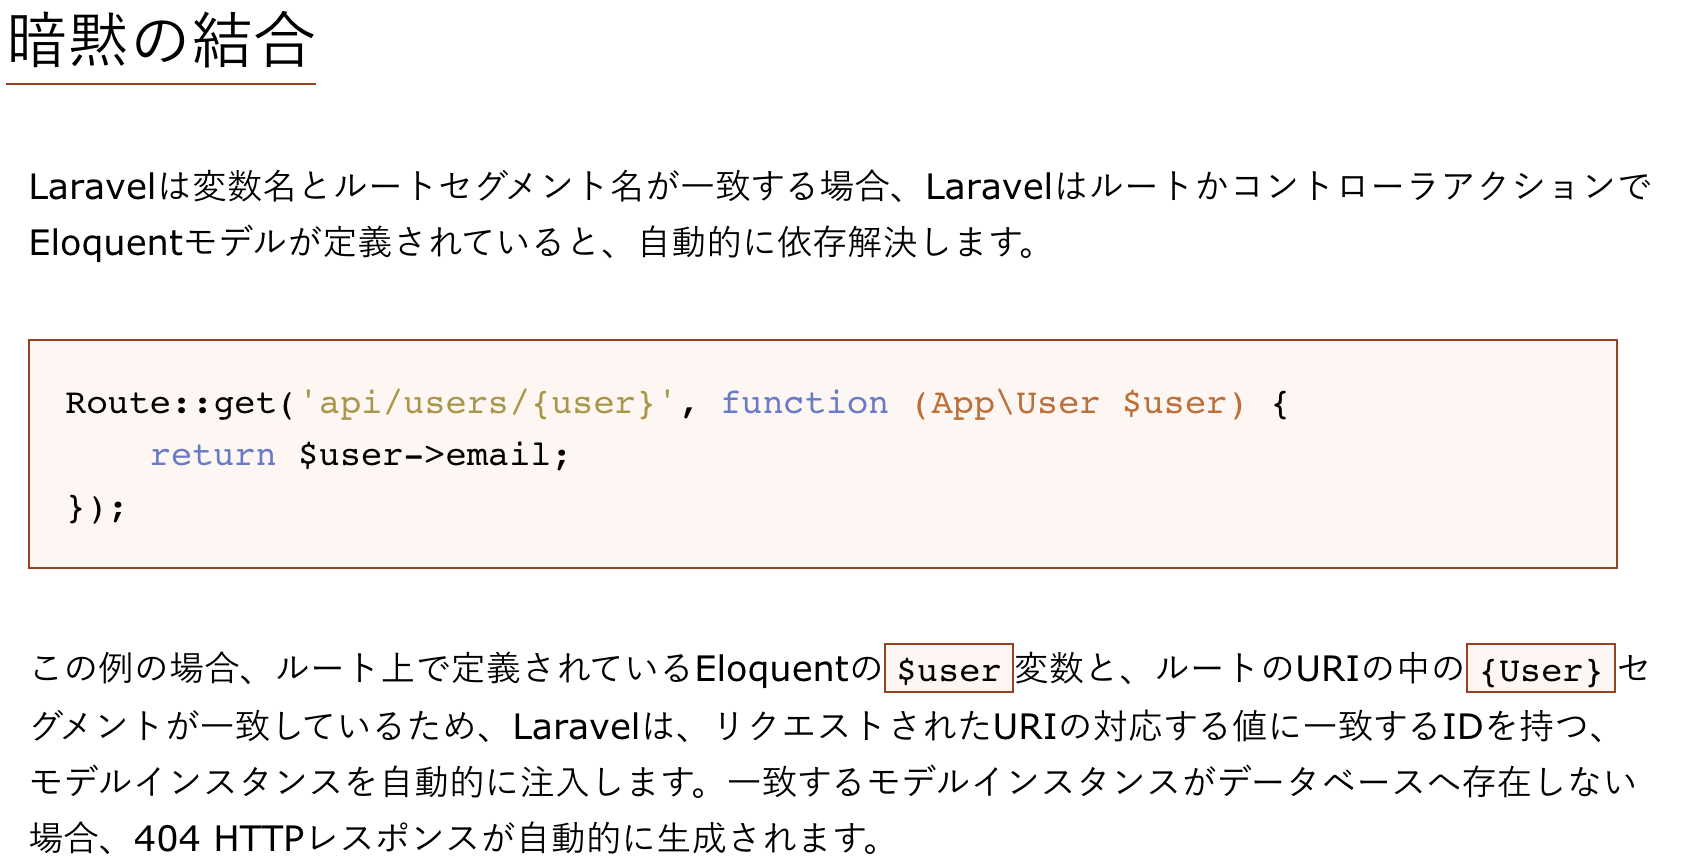 暗黙の結合
Laravelは変数名とルートセグメント名が一致する場合、Laravelはルートかコントローラアクションで
Eloquentモデルが定義されていると、自動的に依存解決します。
Route::get('api/users/{user}', function (App\User $user) {
    return $user->email;
});
この例の場合、ルート上で定義されているEloquentの$user変数と、ルートのURIの中の{User}セ
グメントが一致しているため、Laravelは、リクエストされたURIの対応する値に一致するIDを持つ、
モデルインスタンスを自動的に注入します。一致するモデルインスタンスがデータベースへ存在しない
場合、404 HTTPレスポンスが自動的に生成されます。